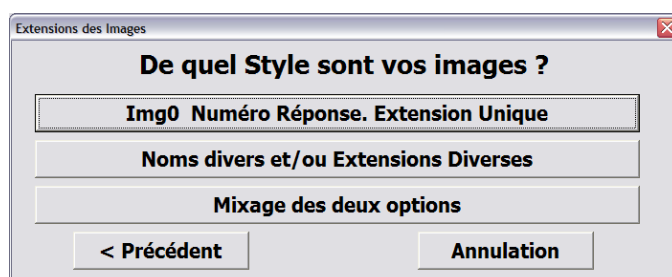 Extensions des Images
De quel Style sont vos images ?
Img0 Numéro Réponse. Extension Unique
Noms divers et/ou Extensions Diverses
Mixage des deux options
< Précédent Annulation